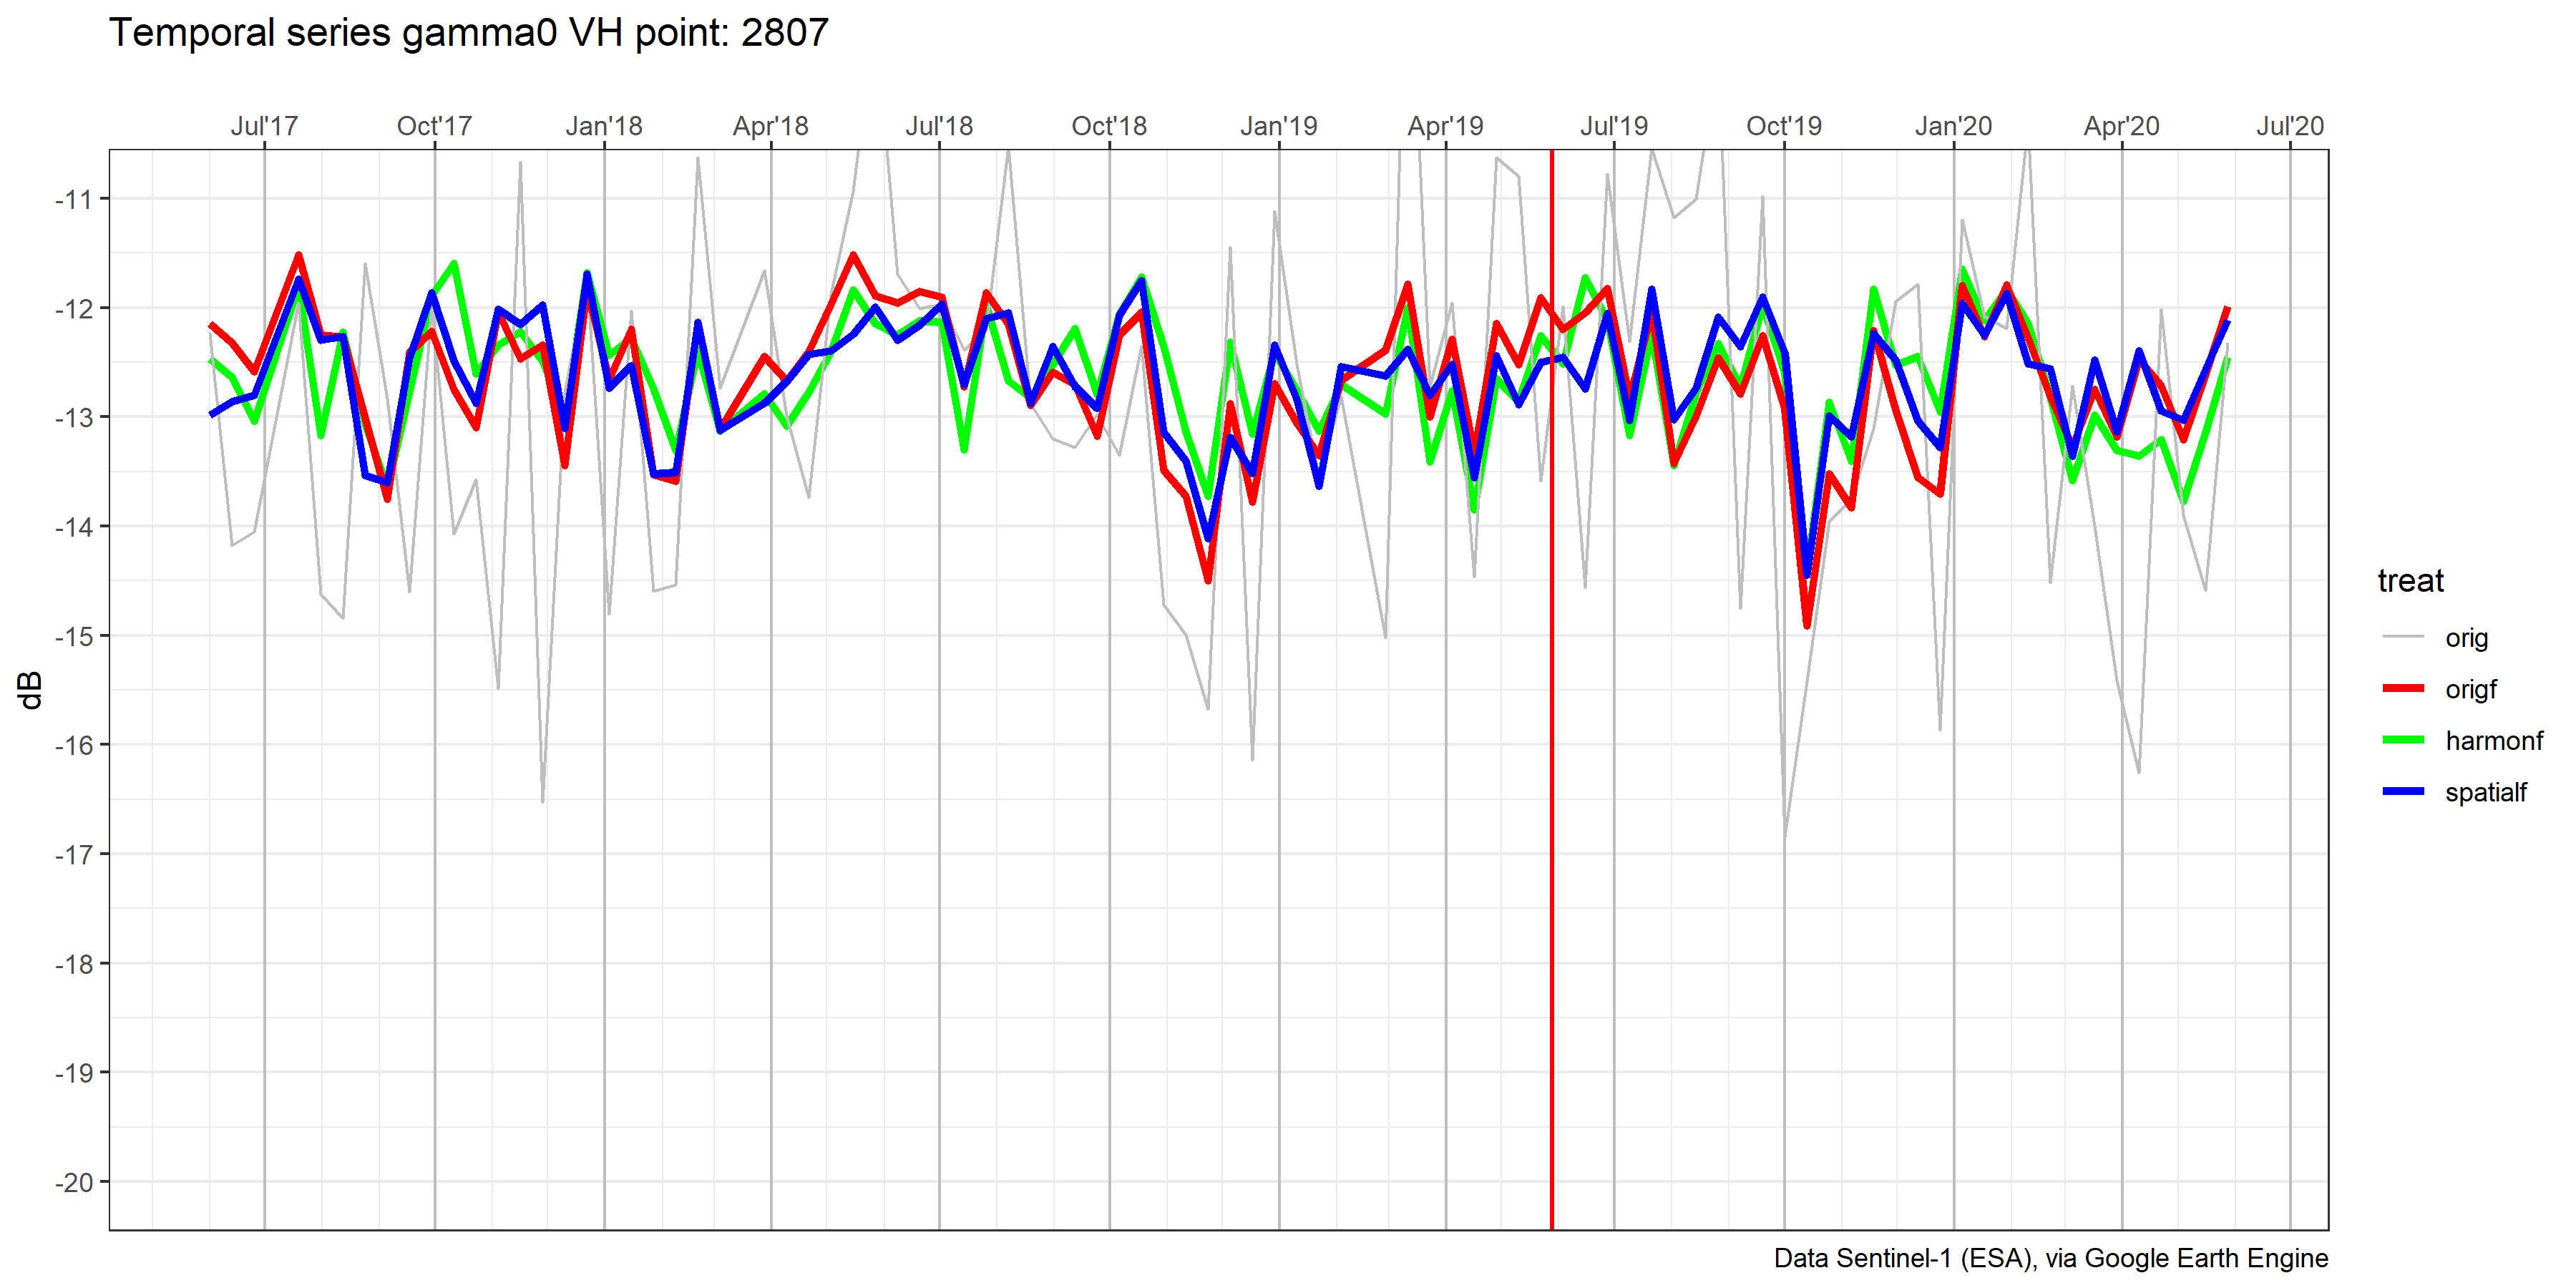 Temporal series gamma0 VH point: 2807
Jul'17 Oct'17 Jan'18 Apr'18 Jul'18 Oct'18 Jan'19 Apr'19 Jul'19 Oct'19 Jan'20 Apr'20 Jul'20
-11
-12
-13
-14
-15
-16
-17
-18
-19
-20
dB
treat
orig
origf
harmonf
spatialf
Data Sentinel-1 (ESA), via Google Earth Engine